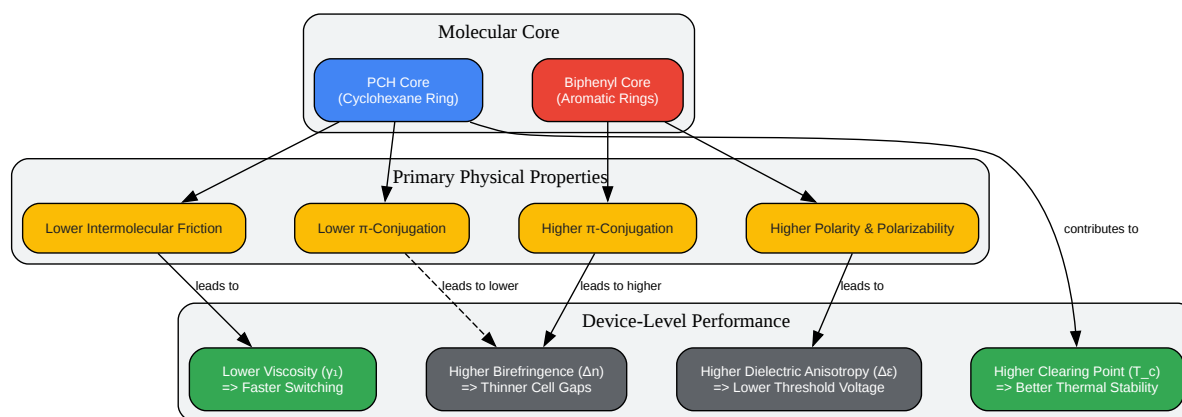 Molecular Core
PCH Core
(Cyclohexane Ring)
Biphenyl Core
(Aromatic Rings)
Primary Physical Properties
Lower Intermolecular Friction
Lower π-Conjugation
Higher π-Conjugation
Higher Polarity & Polarizability
contributes to
leads to
leads to lower
leads to higher
leads to
Device-Level Performance
Lower Viscosity (γ₁)
=> Faster Switching
Higher Birefringence (Δn)
=> Thinner Cell Gaps
Higher Dielectric Anisotropy (Δε)
=> Lower Threshold Voltage
Higher Clearing Point (T_c)
=> Better Thermal Stability